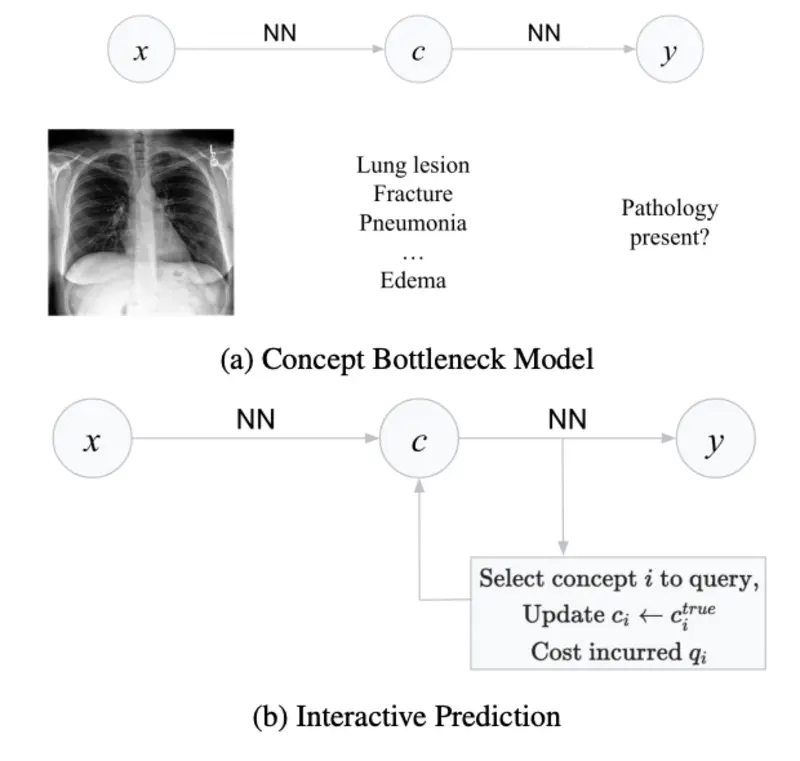 x NN c NN y
Lung lesion
Fracture
Pneumonia
...
Edema
Pathology
present?
L
(a) Concept Bottleneck Model
x NN c NN y
Select concept i to query,
Update c_i ← c_i^{true}
Cost incurred q_i
(b) Interactive Prediction